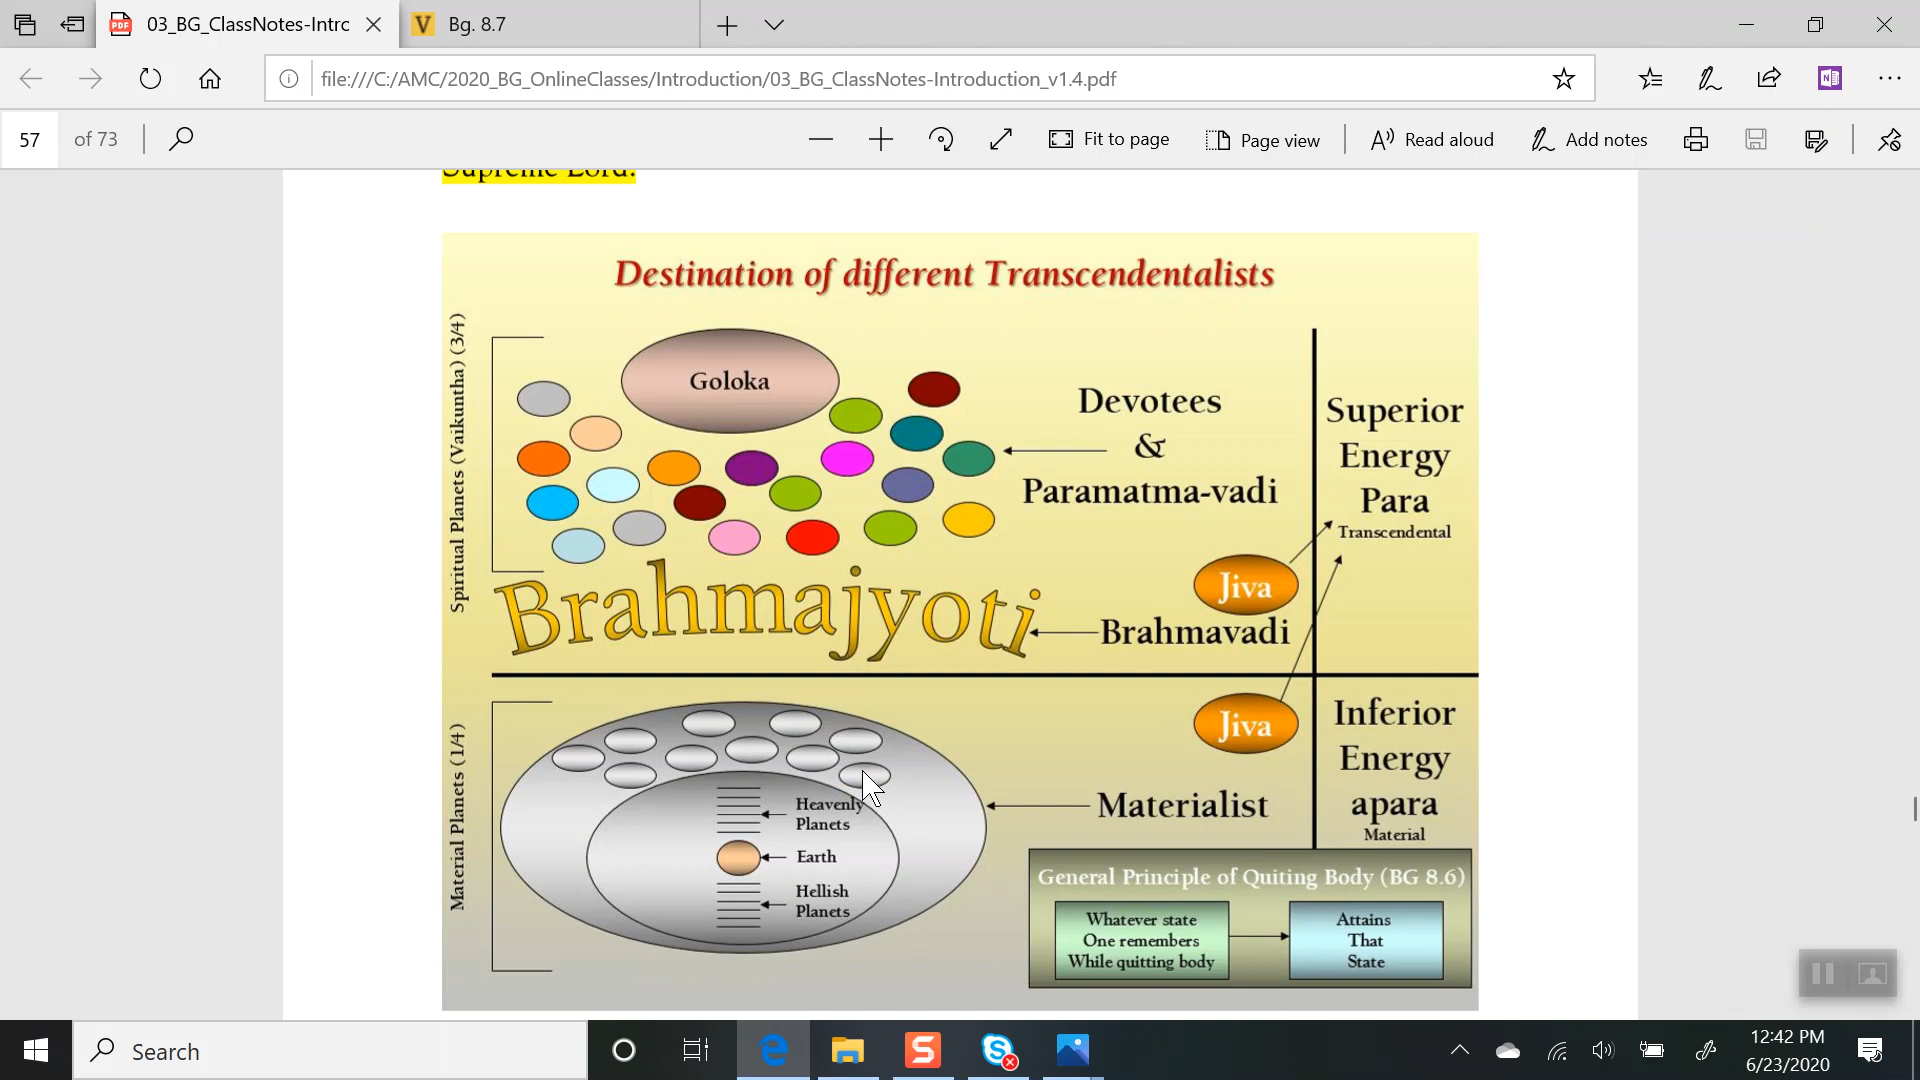 03_BG_ClassNotes-Intrc
Bg. 8.7
file:///C:/AMC/2020_BG_OnlineClasses/Introduction/03_BG_ClassNotes-Introduction_v1.4.pdf
57 of 73
Fit to page
Page view
Read aloud
Add notes
Supreme Lord.
Destination of different Transcendentalists
Spiritual Planets (Vaikuntha) (3/4)
Goloka
Devotees
&
Paramatma-vadi
Superior
Energy
Para
Transcendental
Jiva
Brahmajyoti
Brahmavadi
Material Planets (1/4)
Jiva
Heavenly
Planets
Earth
Hellish
Planets
Materialist
Inferior
Energy
apara
Material
General Principle of Quiting Body (BG 8.6)
Whatever state
One remembers
While quitting body
Attains
That
State
Search
12:42 PM
6/23/2020